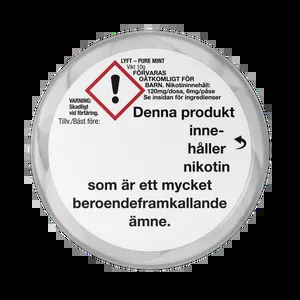 LYFT – PURE MINT
Vikt 10g
FÖRVARAS
OÅTKOMLIGT FÖR
BARN. Nikotininnehåll:
120mg/dosa, 6mg/påse
Se insidan för ingredienser
VARNING:
Skadligt
vid förtäring.
Tillv./Bäst före:
Denna produkt
inne-
håller
nikotin
som är ett mycket
beroendeframkallande
ämne.